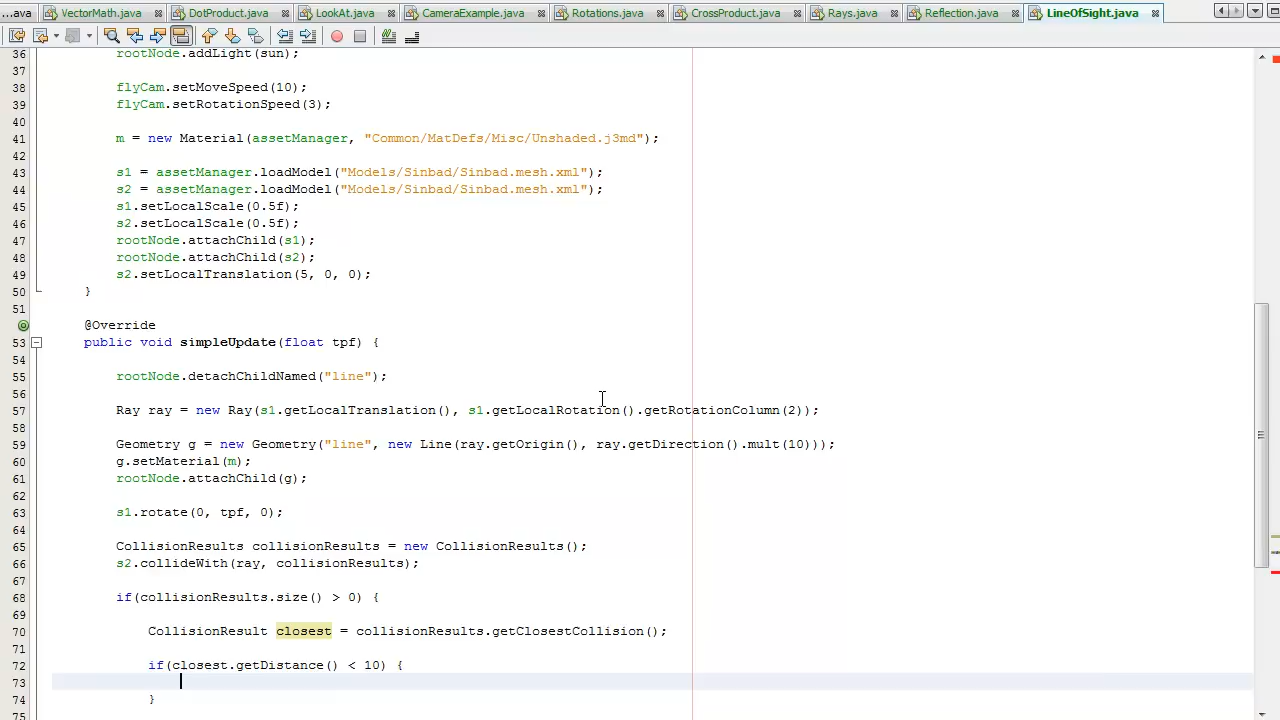 ...ava VectorMath.java DotProduct.java LookAt.java CameraExample.java Rotations.java CrossProduct.java Rays.java Reflection.java LineOfSight.java
36 rootNode.addLight(sun);
37
38 flyCam.setMoveSpeed(10);
39 flyCam.setRotationSpeed(3);
40
41 m = new Material(assetManager, "Common/MatDefs/Misc/Unshaded.j3md");
42
43 s1 = assetManager.loadModel("Models/Sinbad/Sinbad.mesh.xml");
44 s2 = assetManager.loadModel("Models/Sinbad/Sinbad.mesh.xml");
45 s1.setLocalScale(0.5f);
46 s2.setLocalScale(0.5f);
47 rootNode.attachChild(s1);
48 rootNode.attachChild(s2);
49 s2.setLocalTranslation(5, 0, 0);
50 }
51
@Override
53 public void simpleUpdate(float tpf) {
54
55 rootNode.detachChildNamed("line");
56
57 Ray ray = new Ray(s1.getLocalTranslation(), s1.getLocalRotation().getRotationColumn(2));
58
59 Geometry g = new Geometry("line", new Line(ray.getOrigin(), ray.getDirection().mult(10)));
60 g.setMaterial(m);
61 rootNode.attachChild(g);
62
63 s1.rotate(0, tpf, 0);
64
65 CollisionResults collisionResults = new CollisionResults();
66 s2.collideWith(ray, collisionResults);
67
68 if(collisionResults.size() > 0) {
69
70 CollisionResult closest = collisionResults.getClosestCollision();
71
72 if(closest.getDistance() < 10) {
73
74 }
75